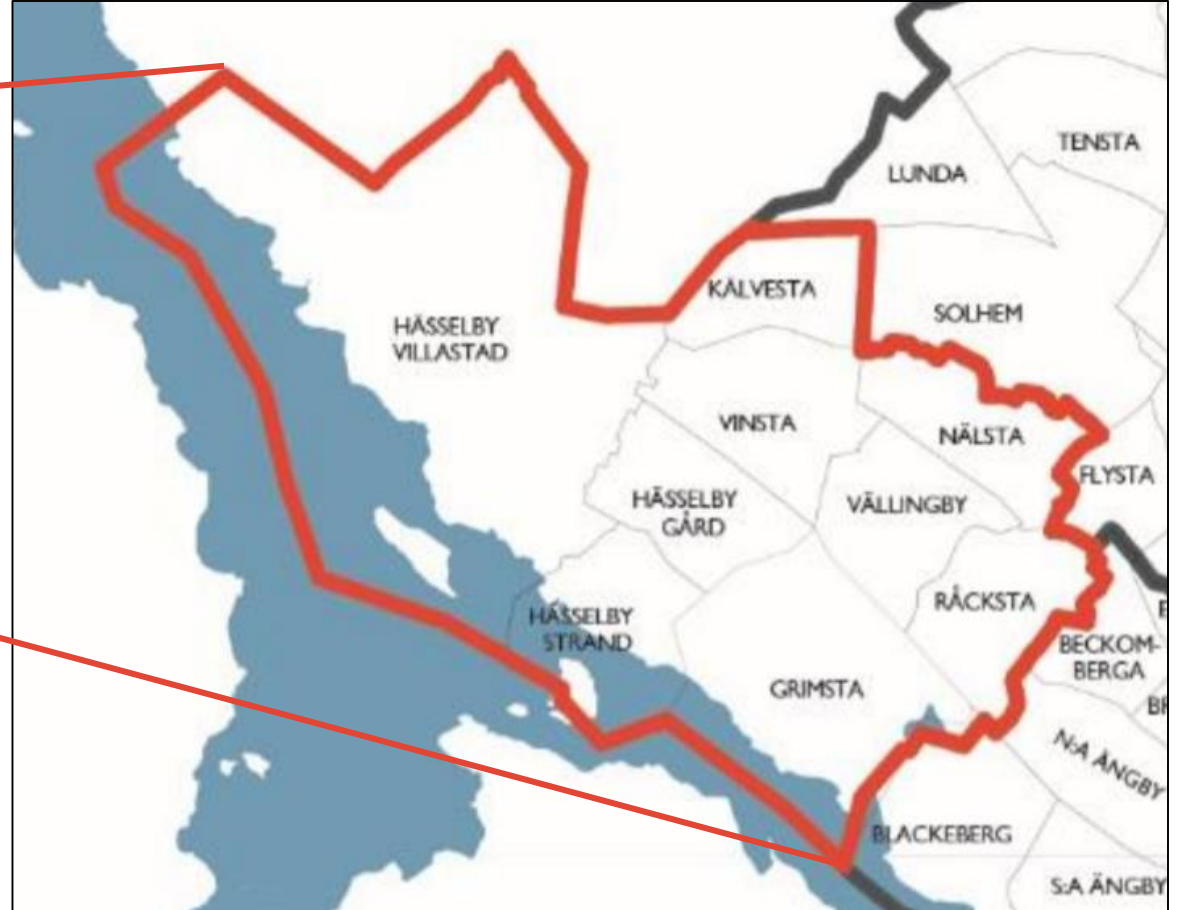 TENSTA
LUNDA
KÄLVESTA
SOLHEM
HÄSSELBY
VILLASTAD
VINSTA
NÄLSTA
FLYSTA
HÄSSELBY
GÅRD
VÄLLINGBY
RÅCKSTA
HÄSSELBY
STRAND
BECKOM-
BERGA
GRIMSTA
BR
N:A ÄNGBY
BLACKEBERG
S:A ÄNGBY